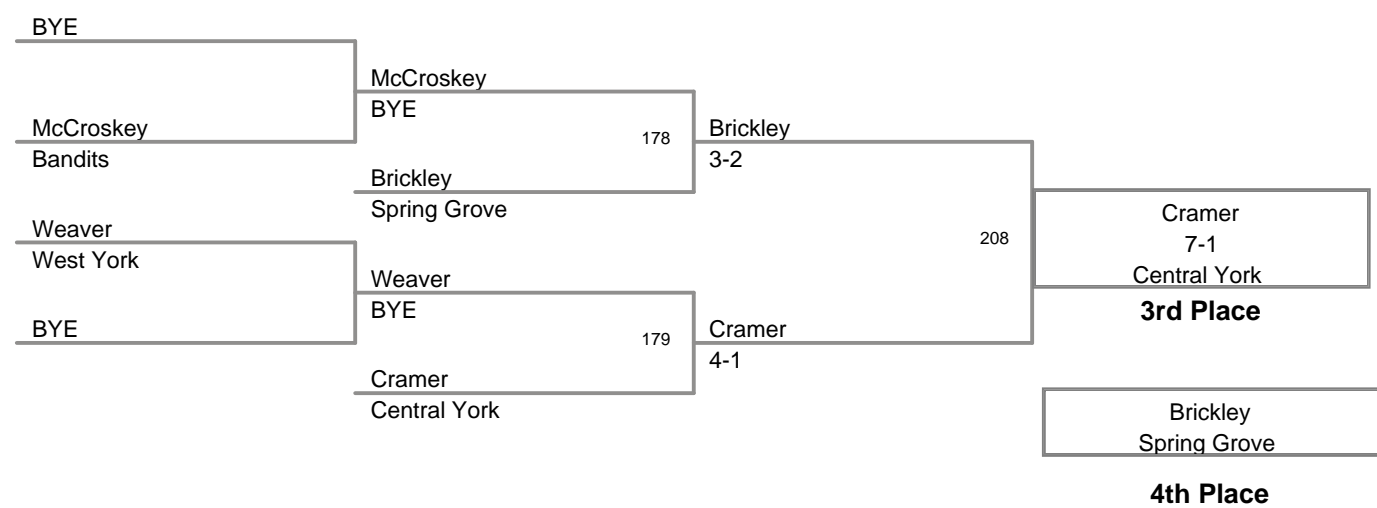 BYE
McCroskey
Bandits
Weaver
West York
BYE
McCroskey
BYE
178
Brickley
Spring Grove
Weaver
BYE
179
Cramer
Central York
Brickley
3-2
208
Cramer
4-1
Cramer
7-1
Central York
3rd Place
Brickley
Spring Grove
4th Place